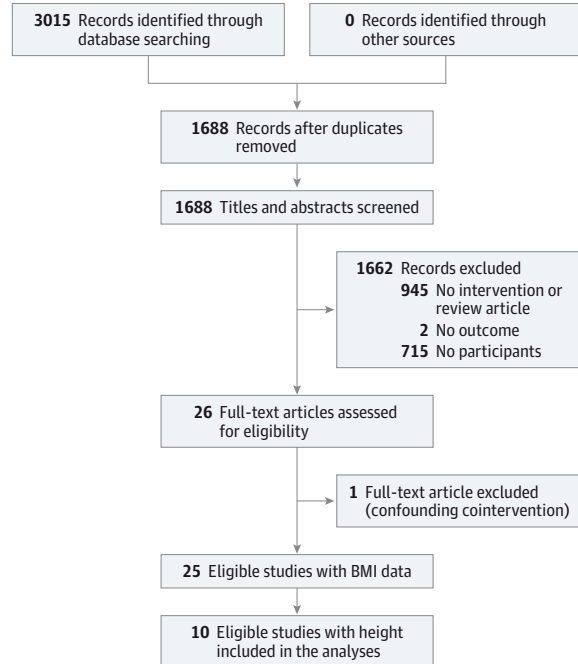 3015 Records identified through
database searching
0 Records identified through
other sources
1688 Records after duplicates
removed
1688 Titles and abstracts screened
1662 Records excluded
945 No intervention or
review article
2 No outcome
715 No participants
26 Full-text articles assessed
for eligibility
1 Full-text article excluded
(confounding cointervention)
25 Eligible studies with BMI data
10 Eligible studies with height
included in the analyses